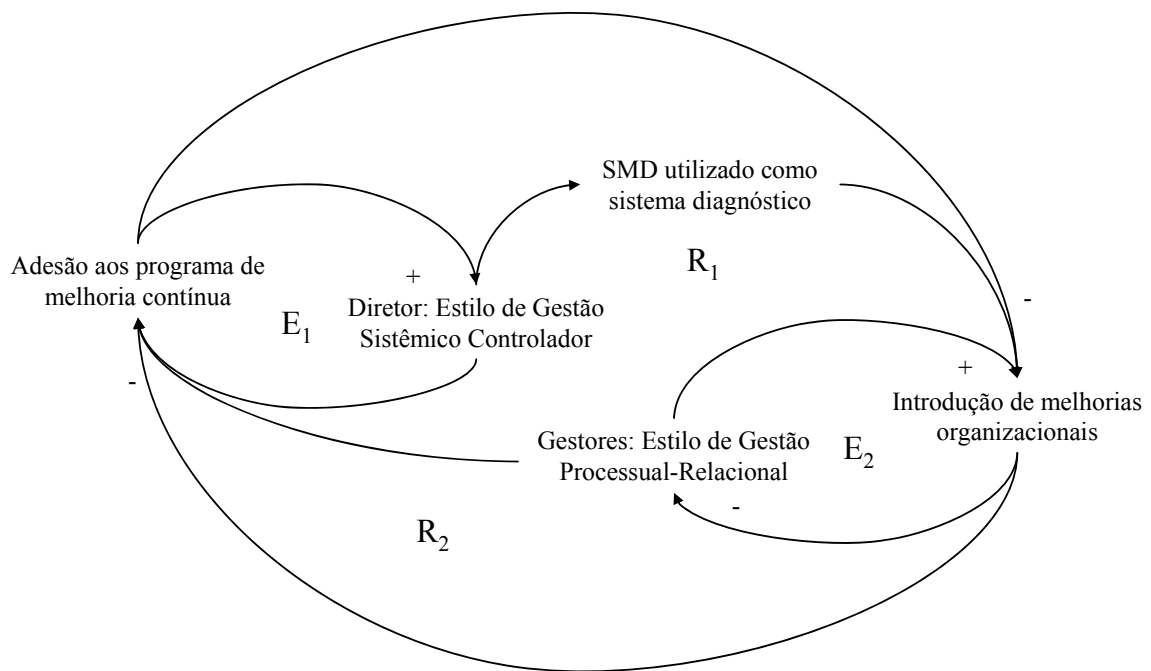 SMD utilizado como
sistema diagnóstico
Adesão aos programa de
melhoria contínua
R₁
+
-
E₁
Diretor: Estilo de Gestão
Sistêmico Controlador
-
+
Introdução de melhorias
organizacionais
Gestores: Estilo de Gestão
Processual-Relacional
E₂
-
R₂